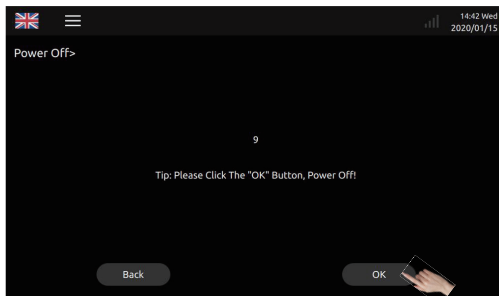 14:42 Wed
2020/01/15
Power Off>
9
Tip: Please Click The "OK" Button, Power Off!
Back
OK